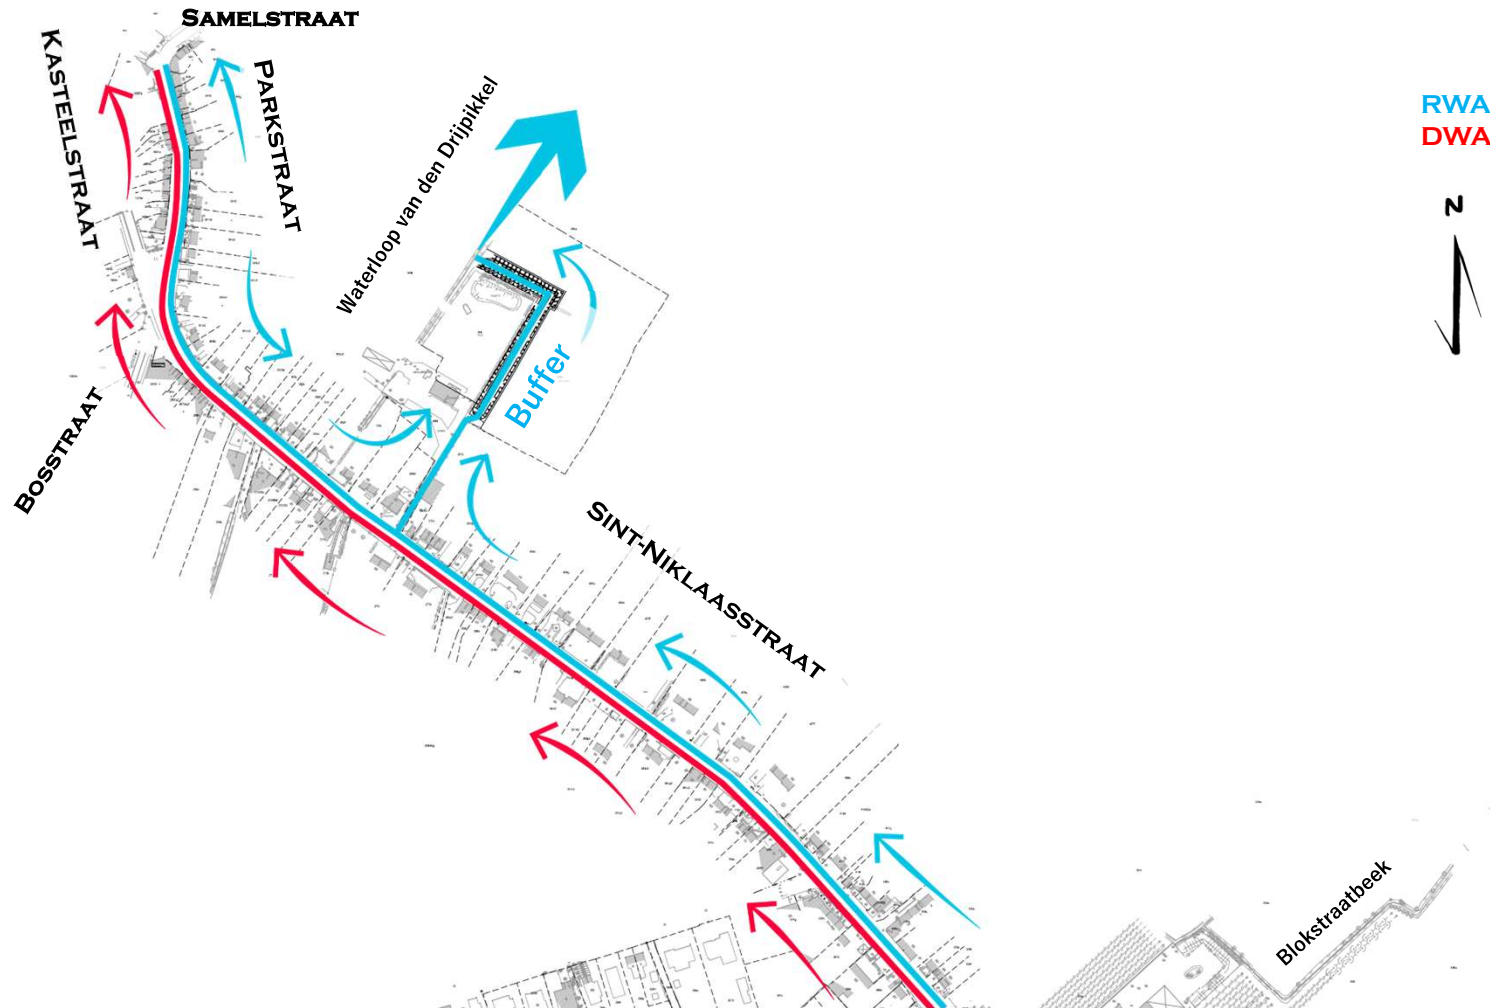 SAMELSTRAAT
KASTEELSTRAAT
PARKSTRAAT
Waterloop van den Drijpikkel
RWA
DWA
N
Buffer
BOSSTRAAT
SINT-NIKLAASSTRAAT
Blokstraatbeek